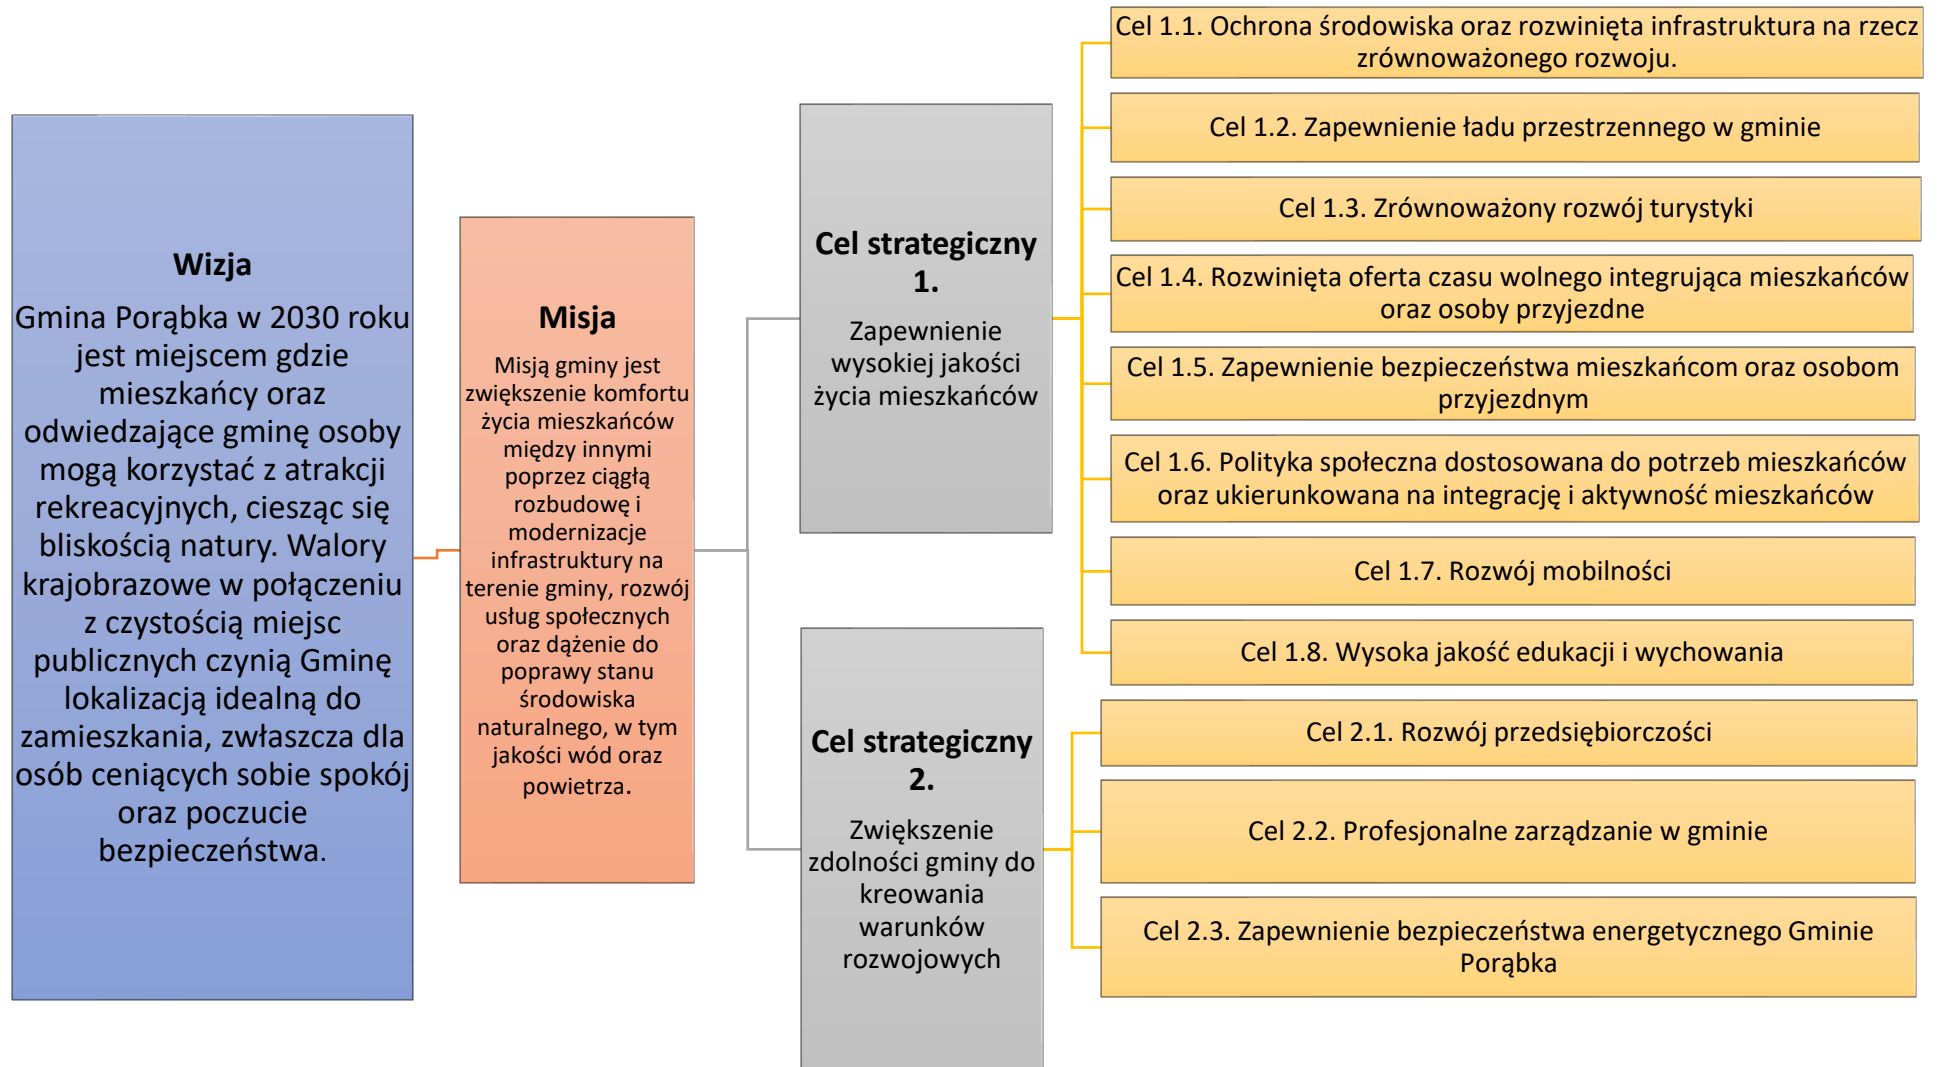 Wizja
Gmina Porąbka w 2030 roku
jest miejscem gdzie
mieszkańcy oraz
odwiedzające gminę osoby
mogą korzystać z atrakcji
rekreacyjnych, ciesząc się
bliskością natury. Walory
krajobrazowe w połączeniu
z czystością miejsc
publicznych czynią Gminę
lokalizacją idealną do
zamieszkania, zwłaszcza dla
osób ceniących sobie spokój
oraz poczucie
bezpieczeństwa.
Misja
Misją gminy jest
zwiększenie komfortu
życia mieszkańców
między innymi
poprzez ciągłą
rozbudowę i
modernizacje
infrastruktury na
terenie gminy, rozwój
usług społecznych
oraz dążenie do
poprawy stanu
środowiska
naturalnego, w tym
jakości wód oraz
powietrza.
Cel strategiczny
1.
Zapewnienie
wysokiej jakości
życia mieszkańców
Cel 1.1. Ochrona środowiska oraz rozwinięta infrastruktura na rzecz
zrównoważonego rozwoju.
Cel 1.2. Zapewnienie ładu przestrzennego w gminie
Cel 1.3. Zrównoważony rozwój turystyki
Cel 1.4. Rozwinięta oferta czasu wolnego integrująca mieszkańców
oraz osoby przyjezdne
Cel 1.5. Zapewnienie bezpieczeństwa mieszkańcom oraz osobom
przyjezdnym
Cel 1.6. Polityka społeczna dostosowana do potrzeb mieszkańców
oraz ukierunkowana na integrację i aktywność mieszkańców
Cel 1.7. Rozwój mobilności
Cel 1.8. Wysoka jakość edukacji i wychowania
Cel strategiczny
2.
Zwiększenie
zdolności gminy do
kreowania
warunków
rozwojowych
Cel 2.1. Rozwój przedsiębiorczości
Cel 2.2. Profesjonalne zarządzanie w gminie
Cel 2.3. Zapewnienie bezpieczeństwa energetycznego Gminie
Porąbka